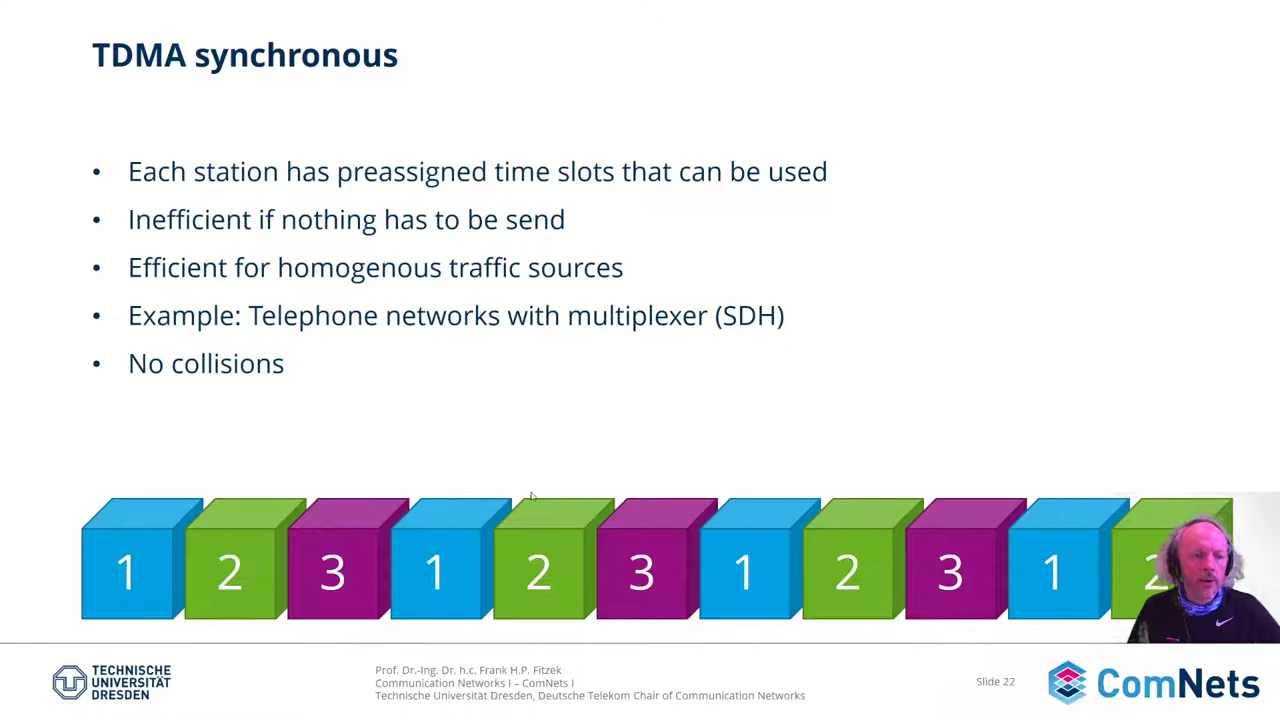 TDMA synchronous
• Each station has preassigned time slots that can be used
• Inefficient if nothing has to be send
• Efficient for homogenous traffic sources
• Example: Telephone networks with multiplexer (SDH)
• No collisions
1 2 3 1 2 3 1 2 3 1 2
TECHNISCHE
UNIVERSITÄT
DRESDEN
Prof. Dr.-Ing. Dr. h.c. Frank H.P. Fitzek
Communication Networks I – ComNets I
Technische Universität Dresden, Deutsche Telekom Chair of Communication Networks
Slide 22
ComNets